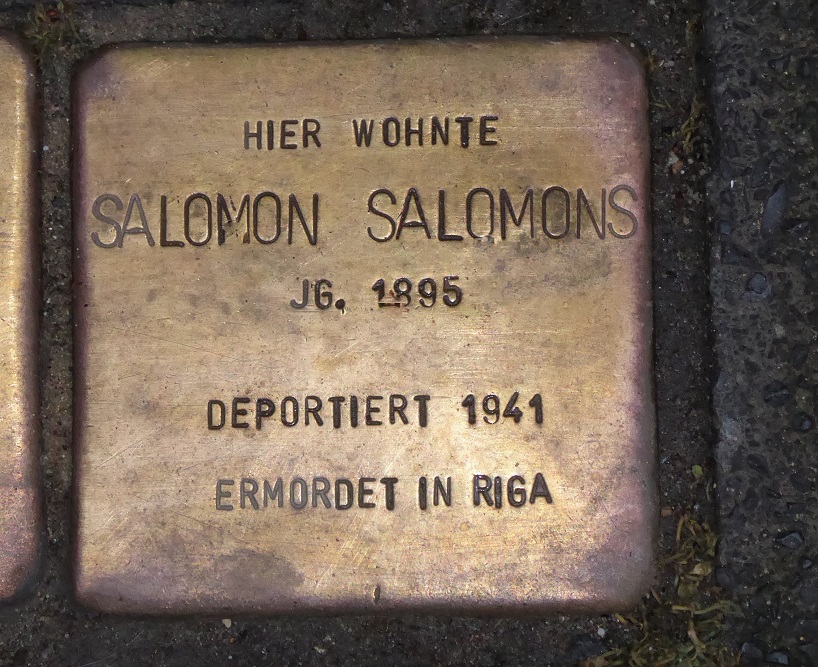 HIER WOHNTE
SALOMON SALOMONS
JG. 1895
DEPORTIERT 1941
ERMORDET IN RIGA